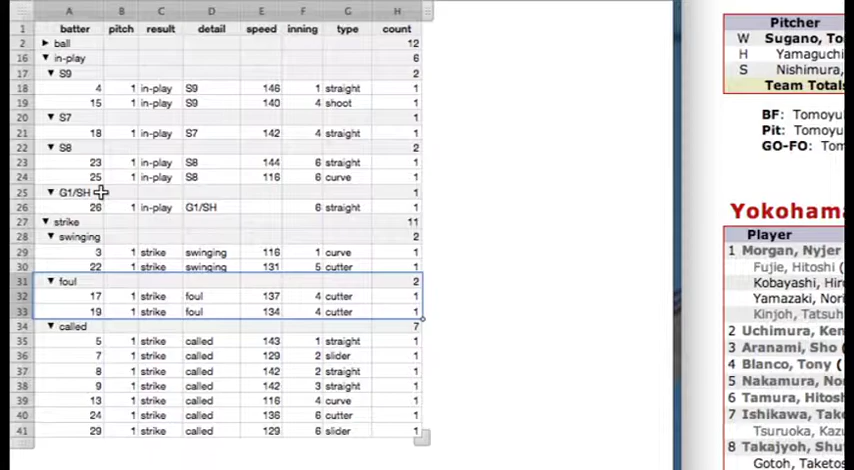 A B C D E F G H
1 batter pitch result detail speed inning type count
2 ball 12
16 in-play 6
17 S9 2
18 4 1 in-play S9 146 1 straight 1
19 15 1 in-play S9 140 4 shoot 1
20 S7 1
21 18 1 in-play S7 142 4 straight 1
22 S8 2
23 23 1 in-play S8 144 6 straight 1
24 25 1 in-play S8 116 6 curve 1
25 G1/SH 1
26 26 1 in-play G1/SH 6 straight 1
27 strike 11
28 swinging 2
29 3 1 strike swinging 116 1 curve 1
30 22 1 strike swinging 131 5 cutter 1
31 foul 2
32 17 1 strike foul 137 4 cutter 1
33 19 1 strike foul 134 4 cutter 1
34 called 7
35 5 1 strike called 143 1 straight 1
36 7 1 strike called 129 2 slider 1
37 8 1 strike called 142 2 straight 1
38 9 1 strike called 142 3 straight 1
39 13 1 strike called 116 4 curve 1
40 24 1 strike called 136 6 cutter 1
41 29 1 strike called 129 6 slider 1
Pitcher
W Sugano, To
H Yamaguch
S Nishimura,
Team Total
BF: Tomoyu
Pit: Tomoyu
GO-FO: Tomoy
Yokohama
Player
1 Morgan, Nyjer
Fujie, Hitoshi (
Kobayashi, Hir
Yamazaki, Nori
Kinjoh, Tatsuh
2 Uchimura, Ken
3 Aranami, Sho (
4 Blanco, Tony (
5 Nakamura, Nor
6 Tamura, Hitosh
7 Ishikawa, Take
Tsuruoka, Kazu
8 Takajyoh, Shu
Gotoh, Taketos